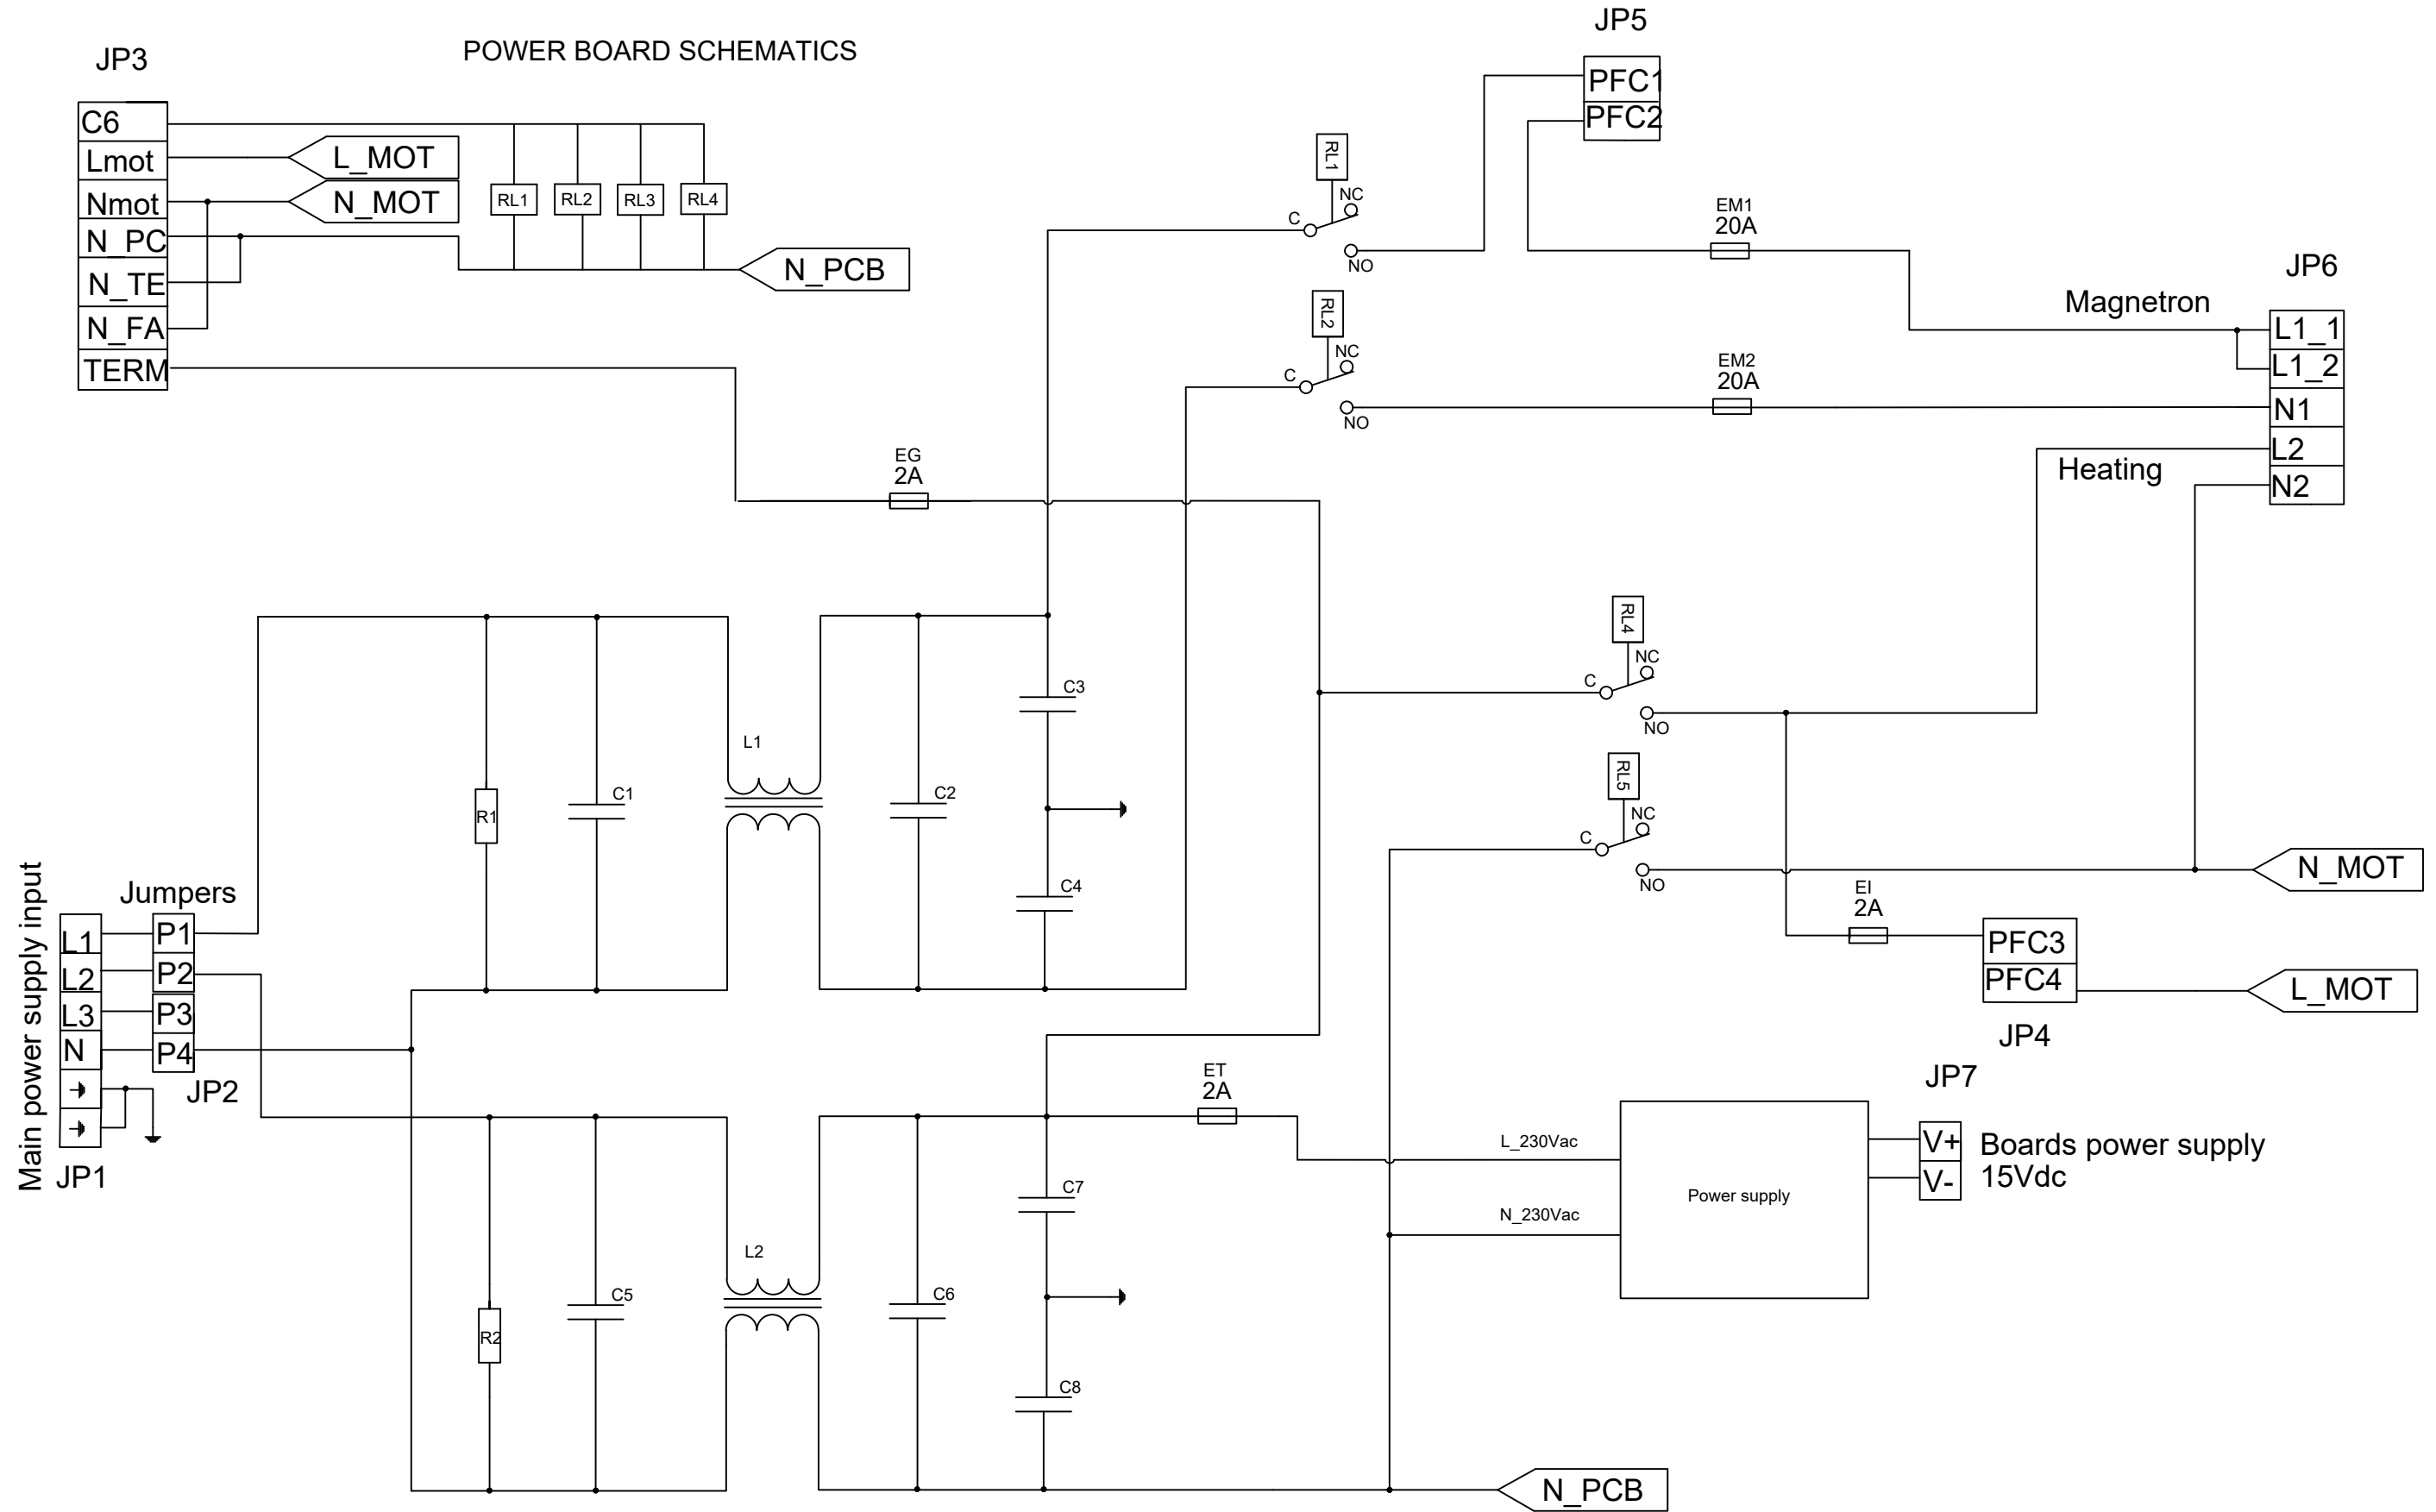 POWER BOARD SCHEMATICS
JP3
C6
Lmot
Nmot
N_PC
N_TE
N_FA
TERM
L_MOT
N_MOT
RL1
RL2
RL3
RL4
N_PCB
JP5
PFC1
PFC2
RL1
NC
C
NO
EM1
20A
RL2
NC
C
NO
EM2
20A
JP6
Magnetron
L1_1
L1_2
N1
L2
N2
Heating
EG
2A
RL4
NC
C
NO
RL5
NC
C
NO
N_MOT
EI
2A
PFC3
PFC4
JP4
L_MOT
L1
R1
C1
C2
C3
C4
Main power supply input
Jumpers
L1
L2
L3
N
P1
P2
P3
P4
JP2
JP1
ET
2A
L_230Vac
N_230Vac
Power supply
JP7
V+
V-
Boards power supply
15Vdc
L2
R2
C5
C6
C7
C8
N_PCB